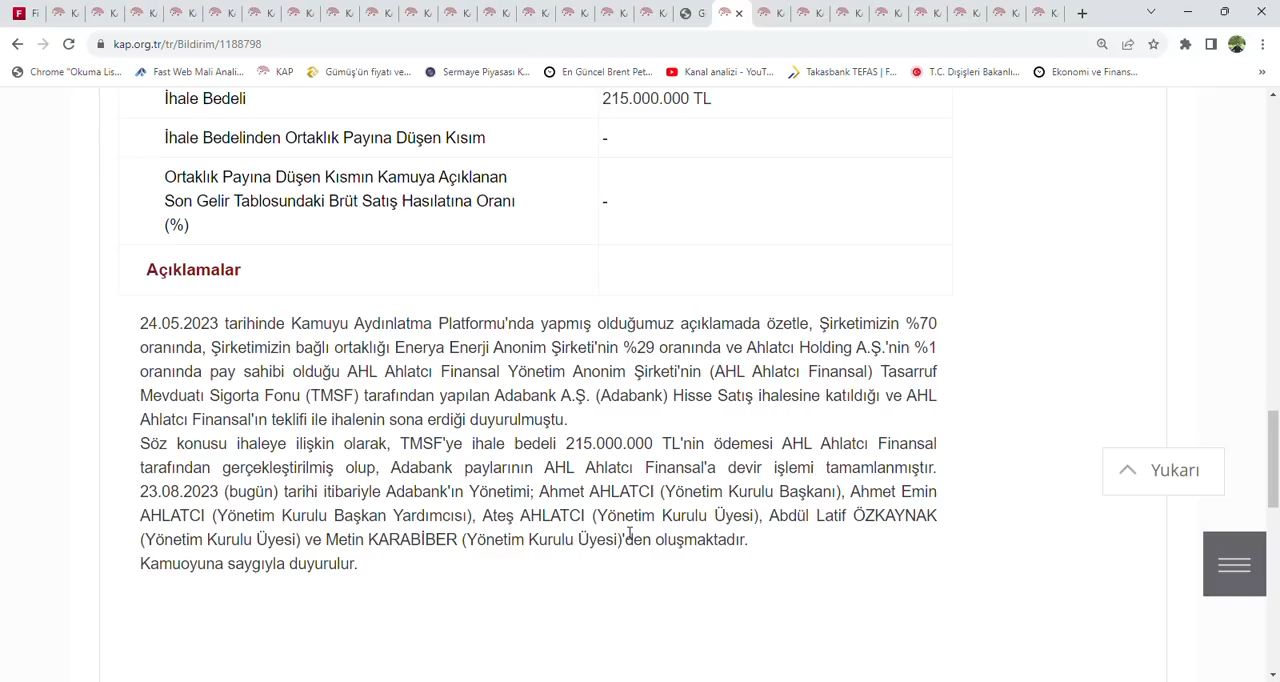 F Fi
kap.org.tr/tr/Bildirim/1188798
Chrome "Okuma Lis... Fast Web Mali Anali... KAP Gümüş'ün fiyatı ve... Sermaye Piyasası K... En Güncel Brent Pet... Kanal analizi - YouT... Takasbank TEFAS | F... T.C. Dışişleri Bakanlı... Ekonomi ve Finans... »
İhale Bedeli 215.000.000 TL
İhale Bedelinden Ortaklık Payına Düşen Kısım -
Ortaklık Payına Düşen Kısmın Kamuya Açıklanan
Son Gelir Tablosundaki Brüt Satış Hasılatına Oranı -
(%)
Açıklamalar
24.05.2023 tarihinde Kamuyu Aydınlatma Platformu'nda yapmış olduğumuz açıklamada özetle, Şirketimizin %70
oranında, Şirketimizin bağlı ortaklığı Enerya Enerji Anonim Şirketi'nin %29 oranında ve Ahlatcı Holding A.Ş.'nin %1
oranında pay sahibi olduğu AHL Ahlatcı Finansal Yönetim Anonim Şirketi'nin (AHL Ahlatcı Finansal) Tasarruf
Mevduatı Sigorta Fonu (TMSF) tarafından yapılan Adabank A.Ş. (Adabank) Hisse Satış ihalesine katıldığı ve AHL
Ahlatcı Finansal'ın teklifi ile ihalenin sona erdiği duyurulmuştu.
Söz konusu ihaleye ilişkin olarak, TMSF'ye ihale bedeli 215.000.000 TL'nin ödemesi AHL Ahlatcı Finansal
tarafından gerçekleştirilmiş olup, Adabank paylarının AHL Ahlatcı Finansal'a devir işlemi tamamlanmıştır.
23.08.2023 (bugün) tarihi itibariyle Adabank'ın Yönetimi; Ahmet AHLATCI (Yönetim Kurulu Başkanı), Ahmet Emin
AHLATCI (Yönetim Kurulu Başkan Yardımcısı), Ateş AHLATCI (Yönetim Kurulu Üyesi), Abdül Latif ÖZKAYNAK
(Yönetim Kurulu Üyesi) ve Metin KARABİBER (Yönetim Kurulu Üyesi)'den oluşmaktadır.
Kamuoyuna saygıyla duyurulur.
Yukarı